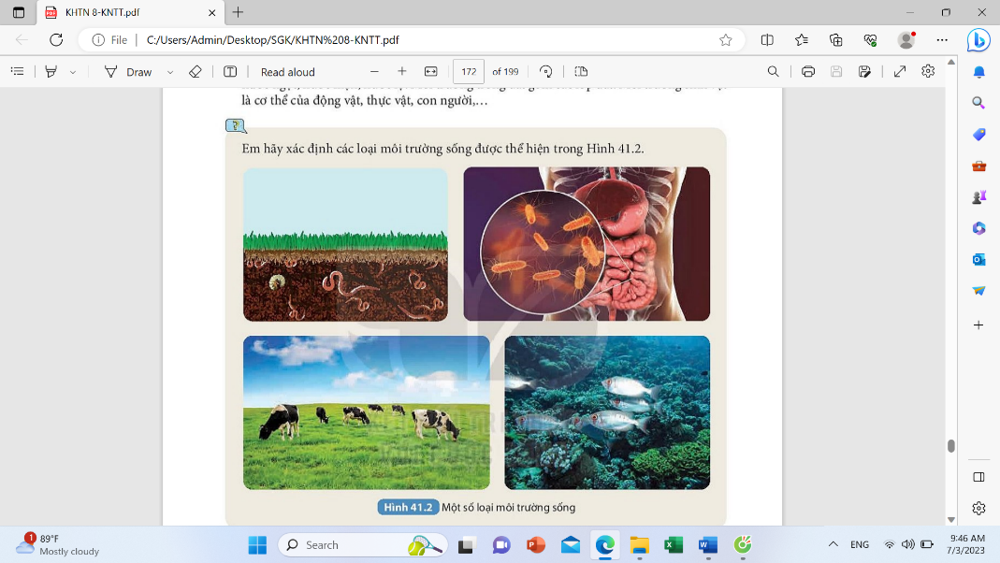 KHTN 8-KNTT.pdf
File
C:/Users/Admin/Desktop/SGK/KHTN%208-KNTT.pdf
Draw
Read aloud
172 of 199
là cơ thể của động vật, thực vật, con người,…
Em hãy xác định các loại môi trường sống được thể hiện trong Hình 41.2.
Hình 41.2 Một số loại môi trường sống
1
89°F
Mostly cloudy
Search
ENG
9:46 AM
7/3/2023